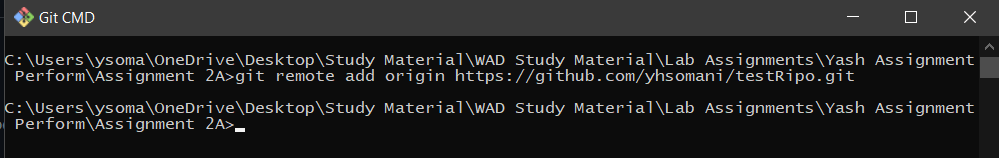 Git CMD
C:\Users\ysoma\OneDrive\Desktop\Study Material\WAD Study Material\Lab Assignments\Yash Assignment
Perform\Assignment 2A>git remote add origin https://github.com/yhsomani/testRipo.git
C:\Users\ysoma\OneDrive\Desktop\Study Material\WAD Study Material\Lab Assignments\Yash Assignment
Perform\Assignment 2A>